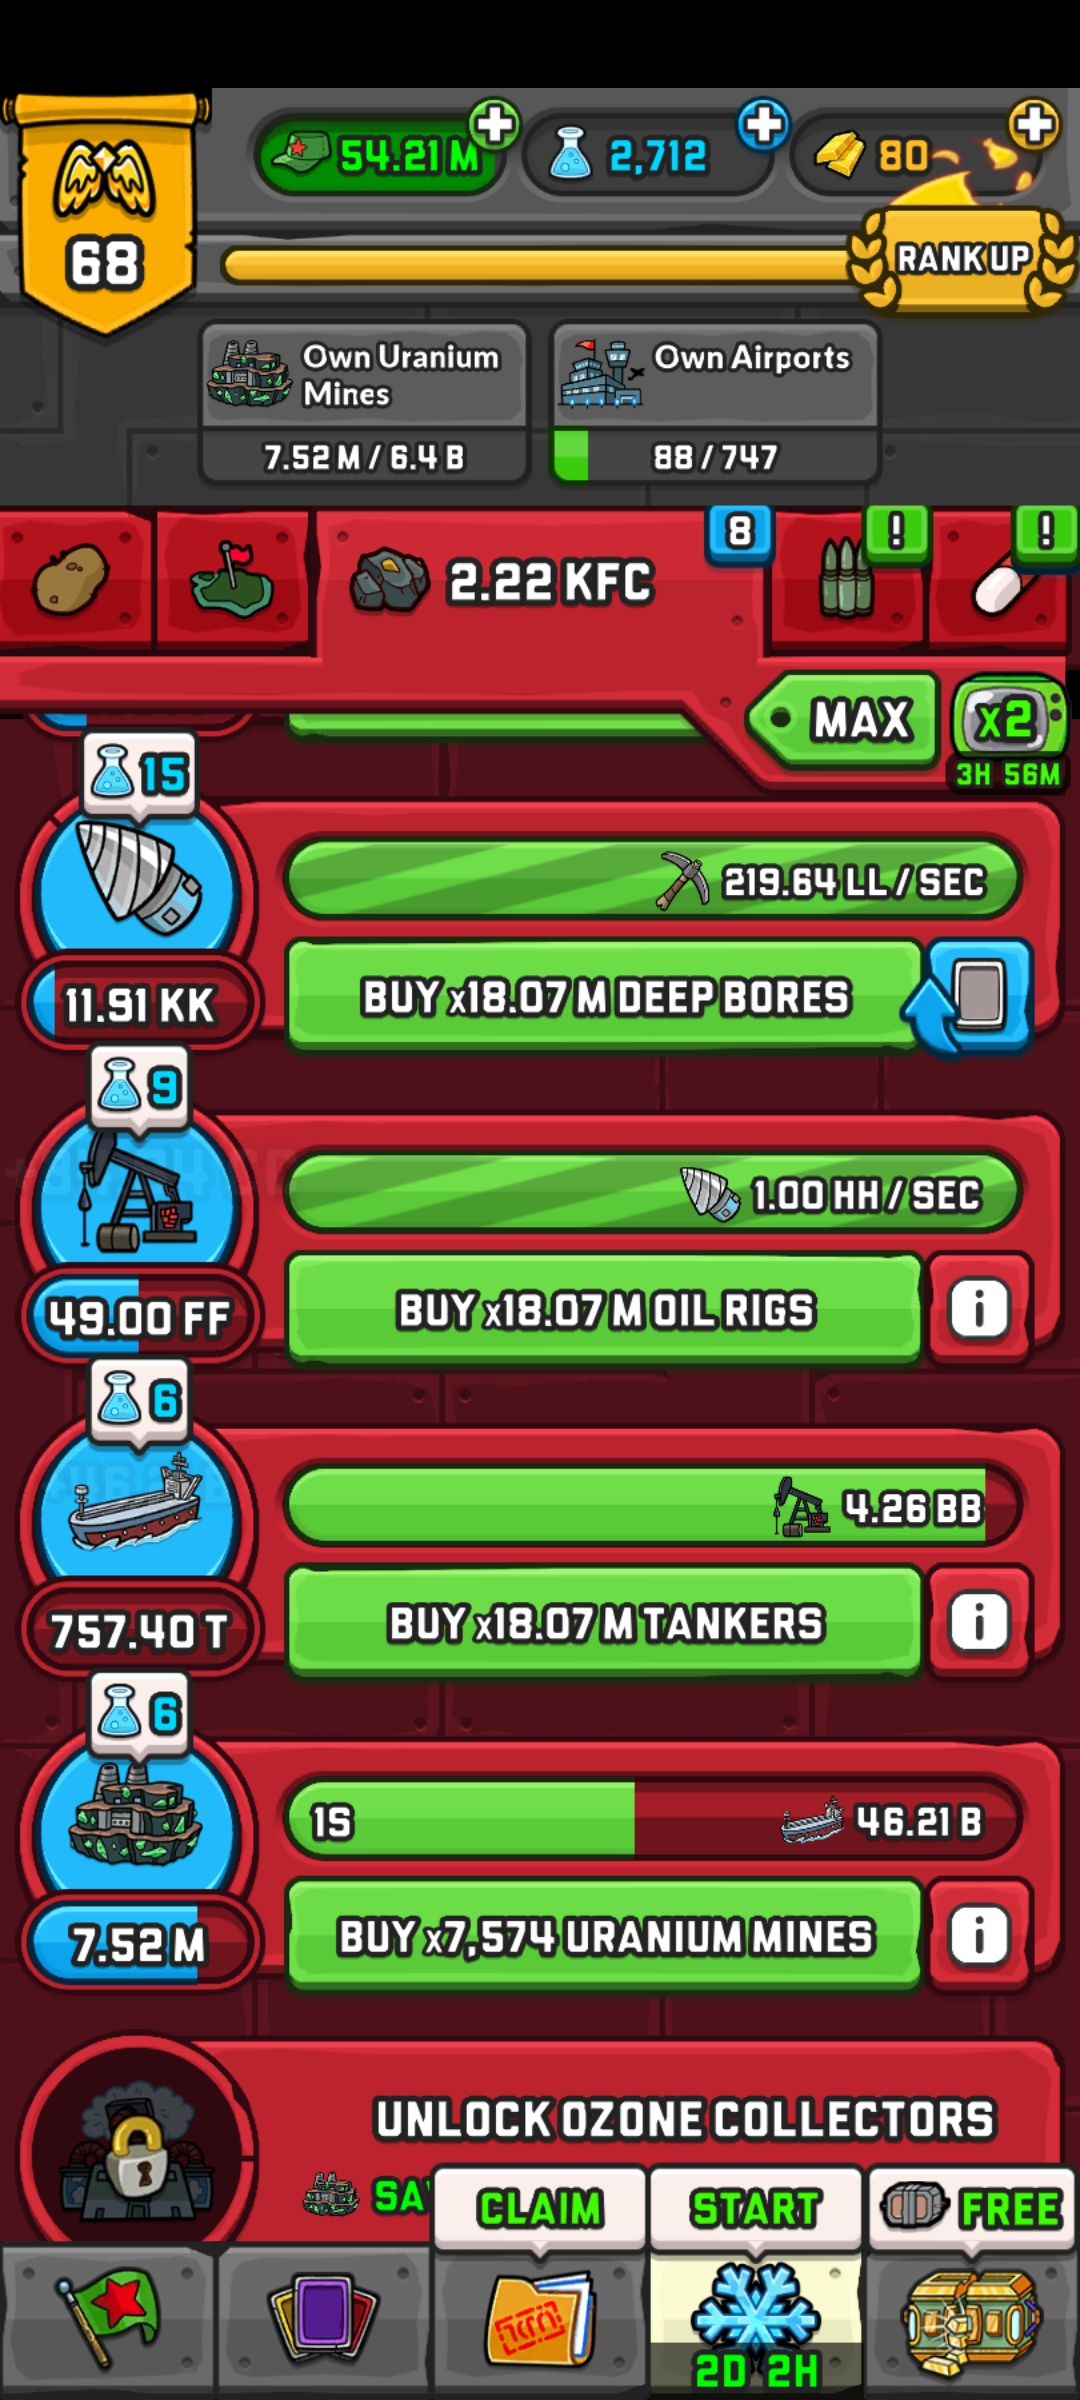 54.21 M
2,712
80
68
RANK UP
Own Uranium
Mines
7.52 M / 6.4 B
Own Airports
88 / 747
2.22 KFC
8
!
!
MAX
x2
3H 56M
15
219.64 LL / SEC
11.91 KK
BUY x18.07 M DEEP BORES
9
1.00 HH / SEC
49.00 FF
BUY x18.07 M OIL RIGS
i
6
4.26 BB
757.40 T
BUY x18.07 M TANKERS
i
6
1S
46.21 B
7.52 M
BUY x7,574 URANIUM MINES
i
UNLOCK OZONE COLLECTORS
CLAIM
START
FREE
2D 2H